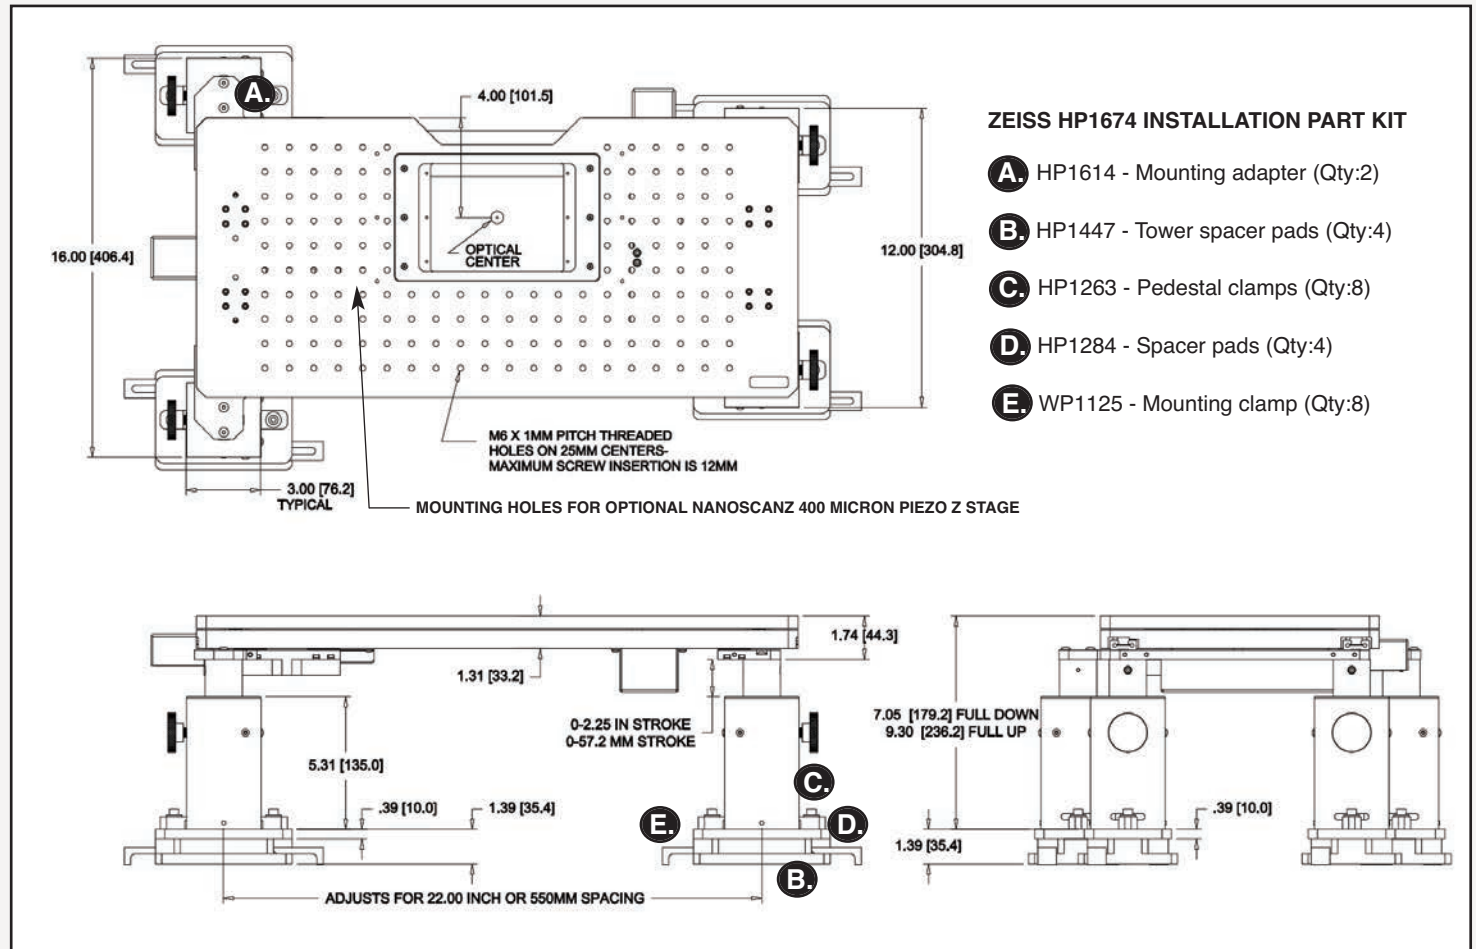 A.
4.00 [101.5]
16.00 [406.4]
OPTICAL
CENTER
12.00 [304.8]
M6 X 1MM PITCH THREADED
HOLES ON 25MM CENTERS-
MAXIMUM SCREW INSERTION IS 12MM
3.00 [76.2]
TYPICAL
MOUNTING HOLES FOR OPTIONAL NANOSCANZ 400 MICRON PIEZO Z STAGE
ZEISS HP1674 INSTALLATION PART KIT
A. HP1614 - Mounting adapter (Qty:2)
B. HP1447 - Tower spacer pads (Qty:4)
C. HP1263 - Pedestal clamps (Qty:8)
D. HP1284 - Spacer pads (Qty:4)
E. WP1125 - Mounting clamp (Qty:8)
1.74 [44.3]
1.31 [33.2]
0-2.25 IN STROKE
0-57.2 MM STROKE
5.31 [135.0]
.39 [10.0]
1.39 [35.4]
C.
E.
D.
B.
ADJUSTS FOR 22.00 INCH OR 550MM SPACING
7.05 [179.2] FULL DOWN
9.30 [236.2] FULL UP
.39 [10.0]
1.39 [35.4]